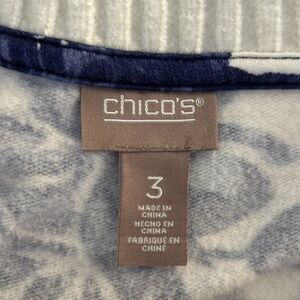 chico's®
3
MADE IN
CHINA
HECHO EN
CHINA
FABRIQUÉ EN
CHINE